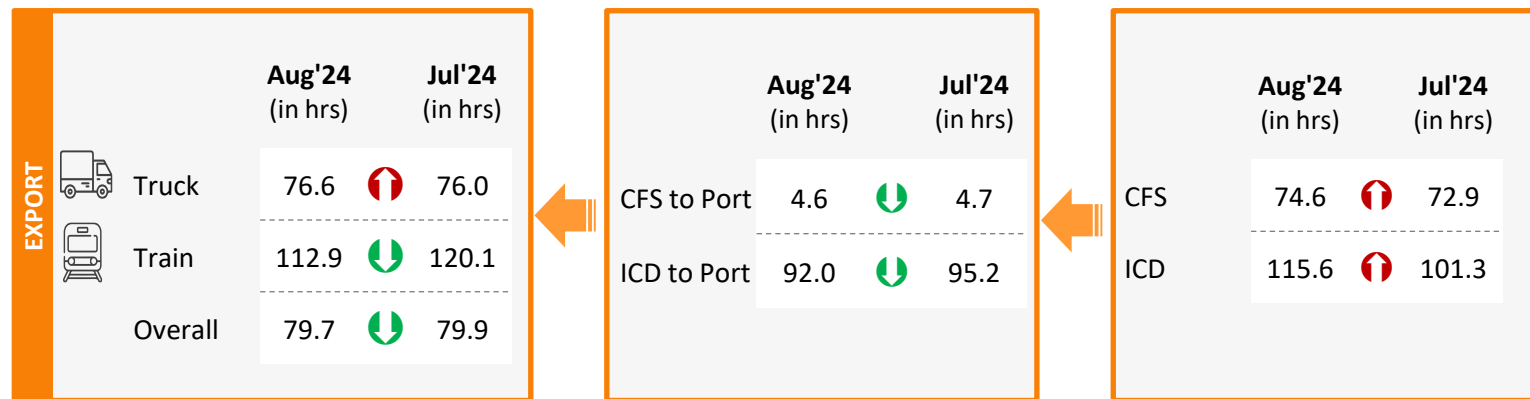 EXPORT
Aug'24 Jul'24
(in hrs) (in hrs)
Truck 76.6 76.0
Train 112.9 120.1
Overall 79.7 79.9
Aug'24 Jul'24
(in hrs) (in hrs)
CFS to Port 4.6 4.7
ICD to Port 92.0 95.2
Aug'24 Jul'24
(in hrs) (in hrs)
CFS 74.6 72.9
ICD 115.6 101.3